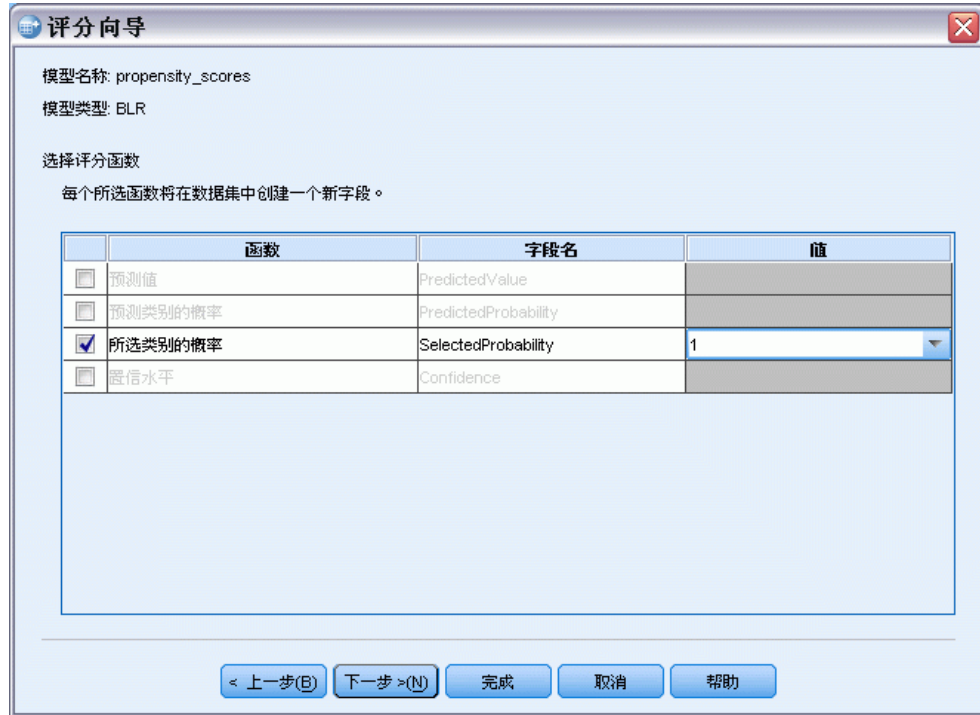 评分向导
模型名称: propensity_scores
模型类型: BLR
选择评分函数
每个所选函数将在数据集中创建一个新字段。
函数 字段名 值
预测值 PredictedValue
预测类别的概率 PredictedProbability
所选类别的概率 SelectedProbability 1
置信水平 Confidence
< 上一步(B) 下一步 >(N) 完成 取消 帮助